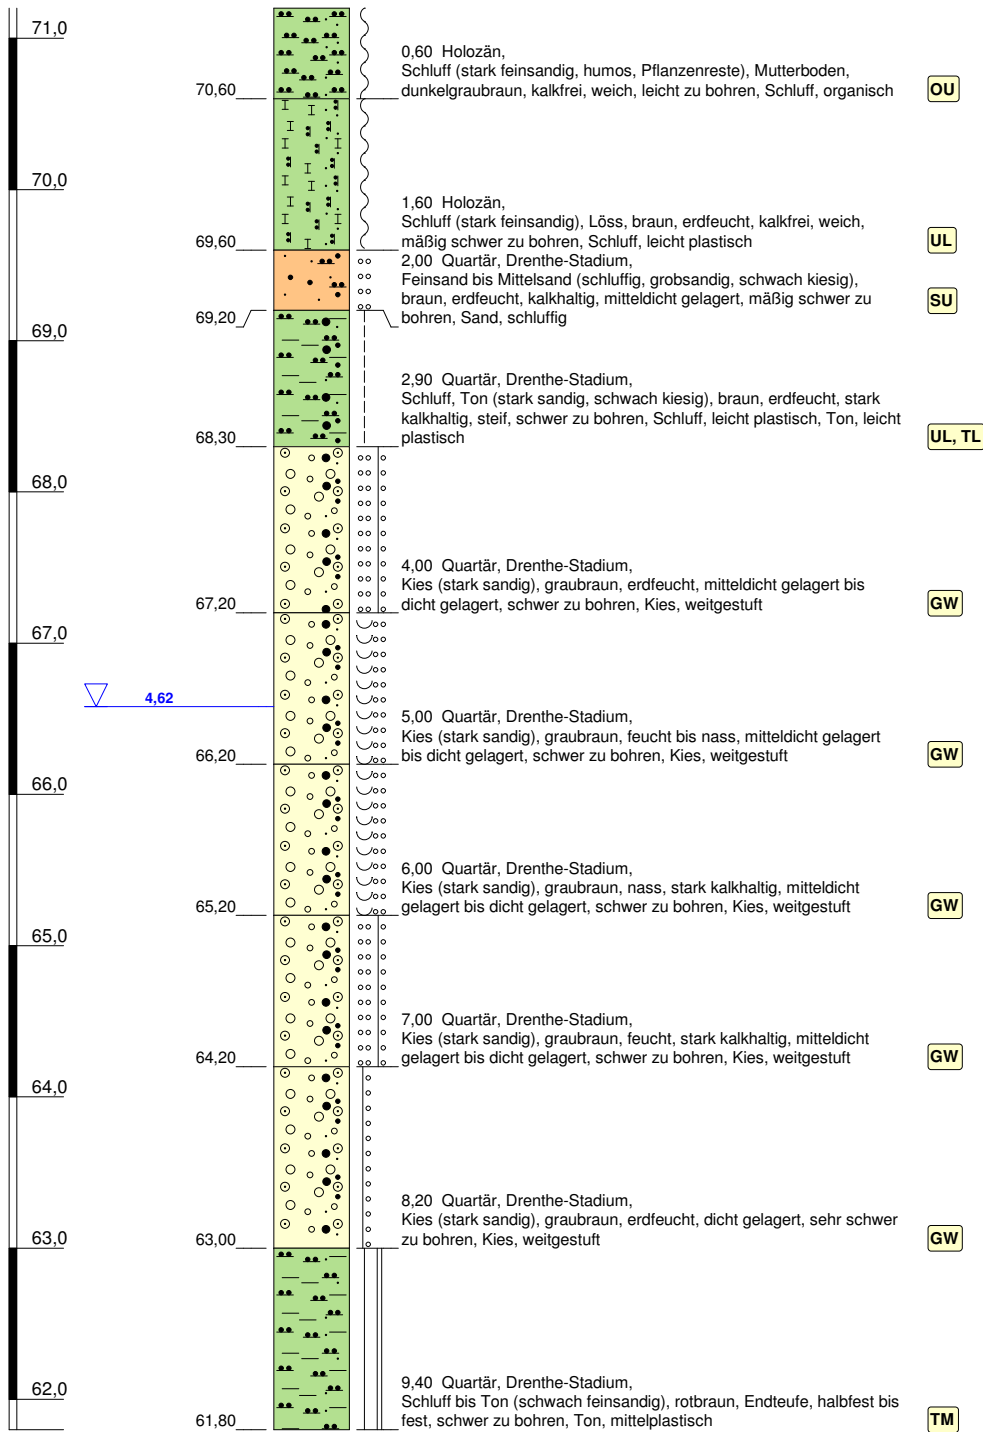 71,0
0,60 Holozän,
Schluff (stark feinsandig, humos, Pflanzenreste), Mutterboden,
70,60 dunkelgraubraun, kalkfrei, weich, leicht zu bohren, Schluff, organisch OU
70,0
1,60 Holozän,
Schluff (stark feinsandig), Löss, braun, erdfeucht, kalkfrei, weich,
69,60 mäßig schwer zu bohren, Schluff, leicht plastisch UL
2,00 Quartär, Drenthe-Stadium,
Feinsand bis Mittelsand (schluffig, grobsandig, schwach kiesig),
braun, erdfeucht, kalkhaltig, mitteldicht gelagert, mäßig schwer zu SU
69,20 bohren, Sand, schluffig
69,0
2,90 Quartär, Drenthe-Stadium,
Schluff, Ton (stark sandig, schwach kiesig), braun, erdfeucht, stark
kalkhaltig, steif, schwer zu bohren, Schluff, leicht plastisch, Ton, leicht
68,30 plastisch UL, TL
68,0
4,00 Quartär, Drenthe-Stadium,
Kies (stark sandig), graubraun, erdfeucht, mitteldicht gelagert bis
67,20 dicht gelagert, schwer zu bohren, Kies, weitgestuft GW
67,0
4,62
5,00 Quartär, Drenthe-Stadium,
Kies (stark sandig), graubraun, feucht bis nass, mitteldicht gelagert
66,20 bis dicht gelagert, schwer zu bohren, Kies, weitgestuft GW
66,0
6,00 Quartär, Drenthe-Stadium,
Kies (stark sandig), graubraun, nass, stark kalkhaltig, mitteldicht
65,20 gelagert bis dicht gelagert, schwer zu bohren, Kies, weitgestuft GW
65,0
7,00 Quartär, Drenthe-Stadium,
Kies (stark sandig), graubraun, feucht, stark kalkhaltig, mitteldicht
64,20 gelagert bis dicht gelagert, schwer zu bohren, Kies, weitgestuft GW
64,0
8,20 Quartär, Drenthe-Stadium,
Kies (stark sandig), graubraun, erdfeucht, dicht gelagert, sehr schwer
63,0 63,00 zu bohren, Kies, weitgestuft GW
62,0
9,40 Quartär, Drenthe-Stadium,
Schluff bis Ton (schwach feinsandig), rotbraun, Endteufe, halbfest bis
61,80 fest, schwer zu bohren, Ton, mittelplastisch TM